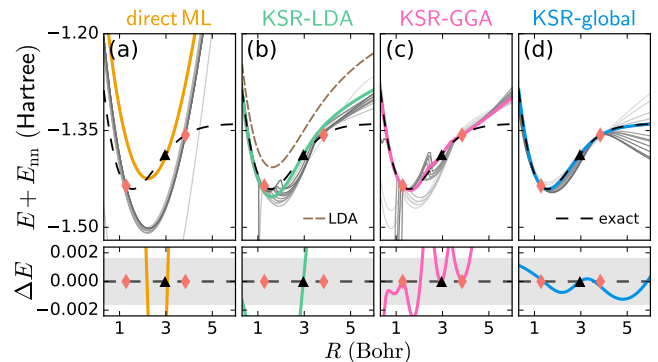 direct ML KSR-LDA KSR-GGA KSR-global
(a) (b) (c) (d)
−1.20
−1.35
−1.50
E + Enn (Hartree)
LDA
exact
0.002
0.000
−0.002
ΔE
1 3 5 1 3 5 1 3 5 1 3 5
R (Bohr)